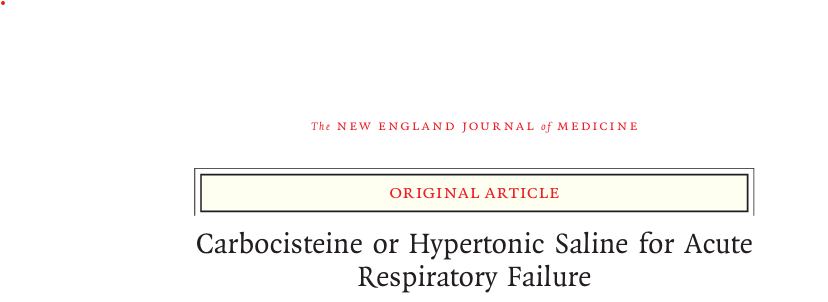 The NEW ENGLAND JOURNAL of MEDICINE
ORIGINAL ARTICLE
Carbocisteine or Hypertonic Saline for Acute
Respiratory Failure